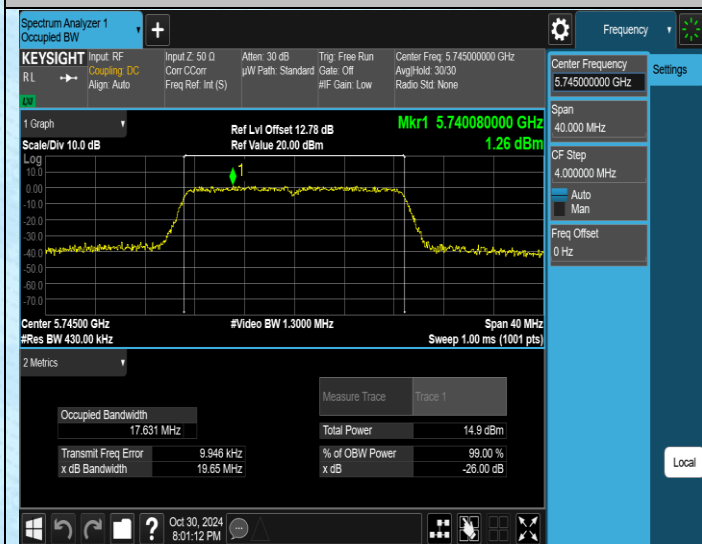 Spectrum Analyzer 1
Occupied BW
Frequency
KEYSIGHT
RL
Input: RF
Coupling: DC
Align: Auto
Input Z: 50 Ω
Corr CCorr
Freq Ref: Int (S)
Atten: 30 dB
µW Path: Standard
Trig: Free Run
Gate: Off
#IF Gain: Low
Center Freq: 5.745000000 GHz
Avg|Hold: 30/30
Radio Std: None
1 Graph
Scale/Div 10.0 dB
Ref Lvl Offset 12.78 dB
Ref Value 20.00 dBm
Mkr1 5.740080000 GHz
1.26 dBm
Log
10.0
0.00
-10.0
-20.0
-30.0
-40.0
-50.0
-60.0
-70.0
1
Center 5.74500 GHz
#Res BW 430.00 kHz
#Video BW 1.3000 MHz
Span 40 MHz
Sweep 1.00 ms (1001 pts)
2 Metrics
Measure Trace
Trace 1
Occupied Bandwidth
17.631 MHz
Total Power
14.9 dBm
Transmit Freq Error
9.946 kHz
% of OBW Power
99.00 %
x dB Bandwidth
19.65 MHz
x dB
-26.00 dB
Oct 30, 2024
8:01:12 PM
Center Frequency
5.745000000 GHz
Settings
Span
40.000 MHz
CF Step
4.000000 MHz
Auto
Man
Freq Offset
0 Hz
Local